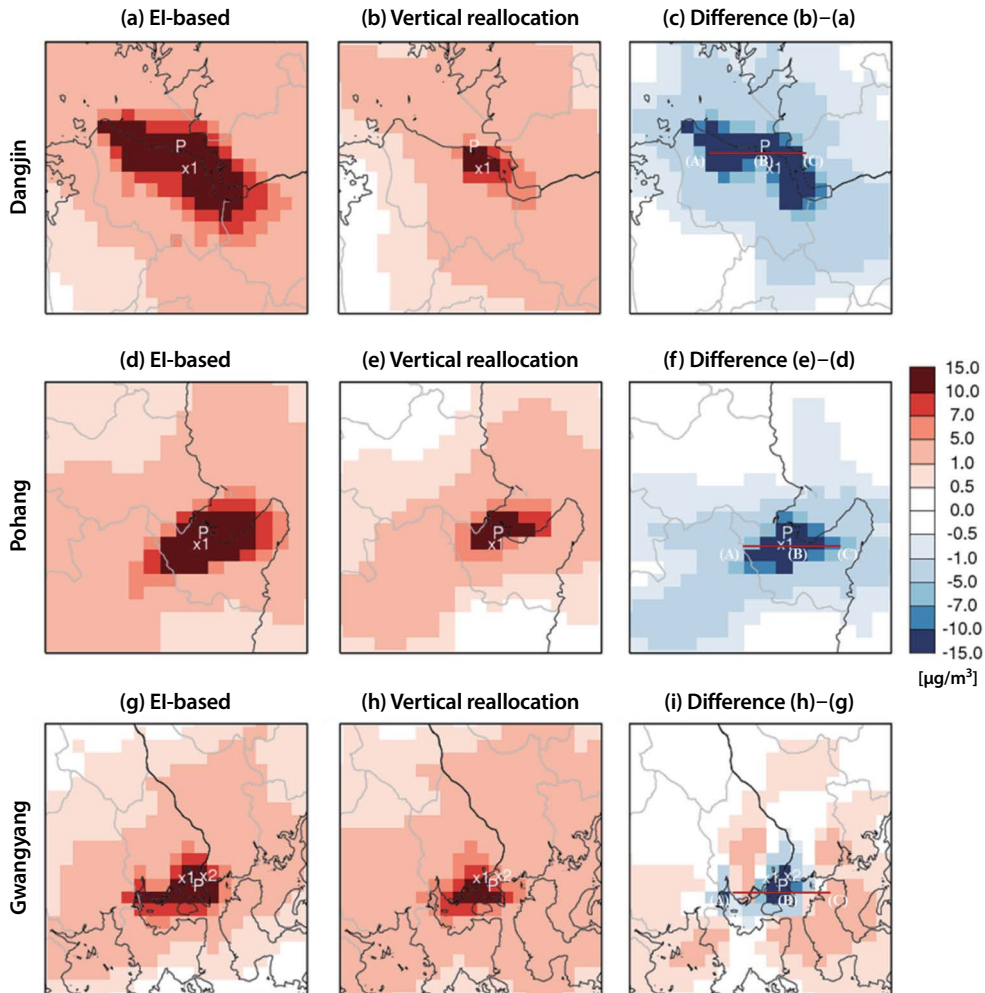 (a) EI-based
(b) Vertical reallocation
(c) Difference (b)−(a)
Dangjin
P
x1
P
x1
P
(A) (B) (C)
x1
(d) EI-based
(e) Vertical reallocation
(f) Difference (e)−(d)
Pohang
P
x1
P
x1
P
x1
(A) (B) (C)
15.0
10.0
7.0
5.0
1.0
0.5
0.0
-0.5
-1.0
-5.0
-7.0
-10.0
-15.0
[µg/m³]
(g) EI-based
(h) Vertical reallocation
(i) Difference (h)−(g)
Gwangyang
x1 x2
P
x1 x2
P
x1 x2
P
(A) (B) (C)